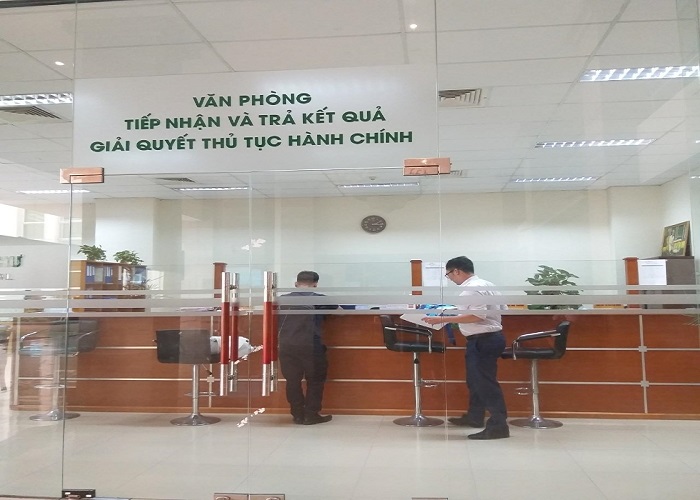 VĂN PHÒNG
TIẾP NHẬN VÀ TRẢ KẾT QUẢ
GIẢI QUYẾT THỦ TỤC HÀNH CHÍNH